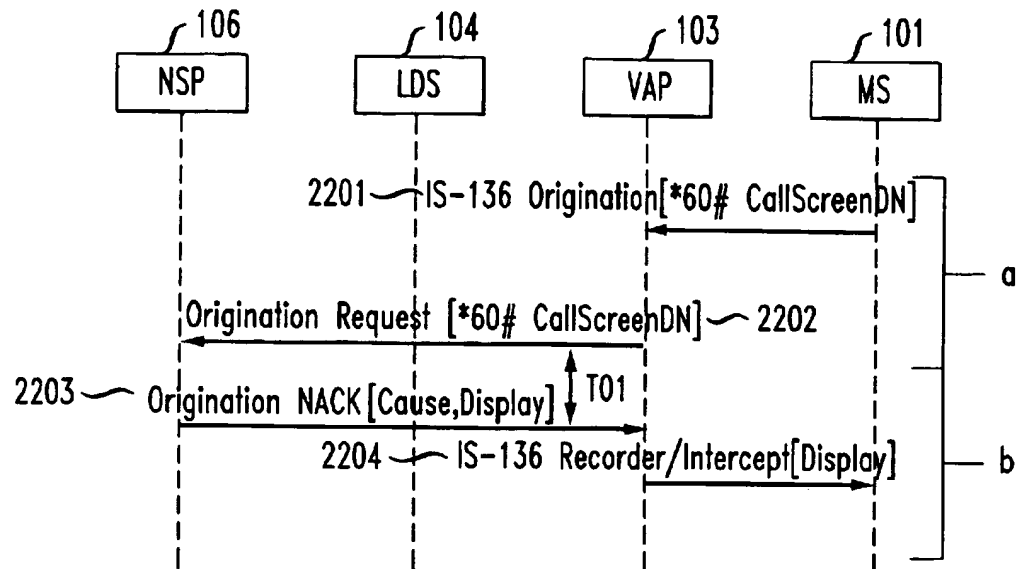 106 104 103 101
NSP LDS VAP MS
2201 IS-136 Origination[*60# CallScreenDN]
a
Origination Request [*60# CallScreenDN] 2202
T01
2203 Origination NACK[Cause,Display]
2204 IS-136 Recorder/Intercept[Display]
b